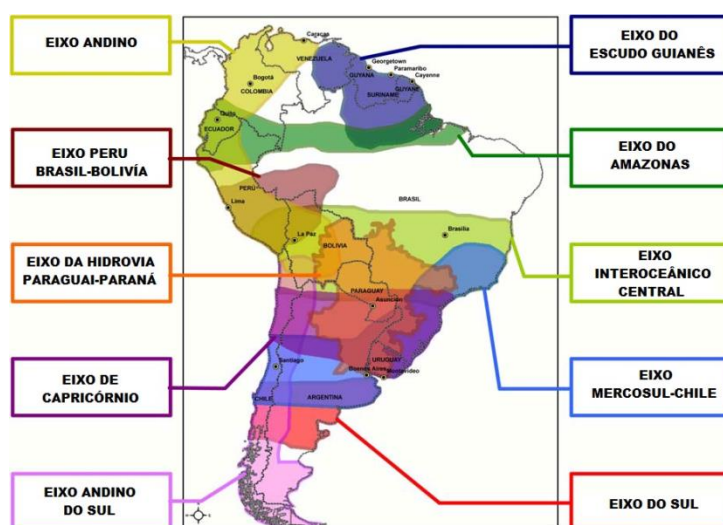 EIXO ANDINO
EIXO DO
ESCUDO GUIANÊS
EIXO PERU
BRASIL-BOLIVÍA
EIXO DO
AMAZONAS
EIXO DA HIDROVIA
PARAGUAI-PARANÁ
EIXO
INTEROCEÂNICO
CENTRAL
EIXO DE
CAPRICÓRNIO
EIXO
MERCOSUL-CHILE
EIXO ANDINO
DO SUL
EIXO DO SUL
Caracas
VENEZUELA
Georgetown
Paramaribo
GUYANA
Cayenne
SURINAME
GUYANE
Bogotá
COLOMBIA
Quito
ECUADOR
PERÚ
Lima
BRASIL
La Paz
BOLIVIA
Brasilia
PARAGUAY
Asunción
Santiago
URUGUAY
Buenos Aires
Montevideo
CHILE
ARGENTINA